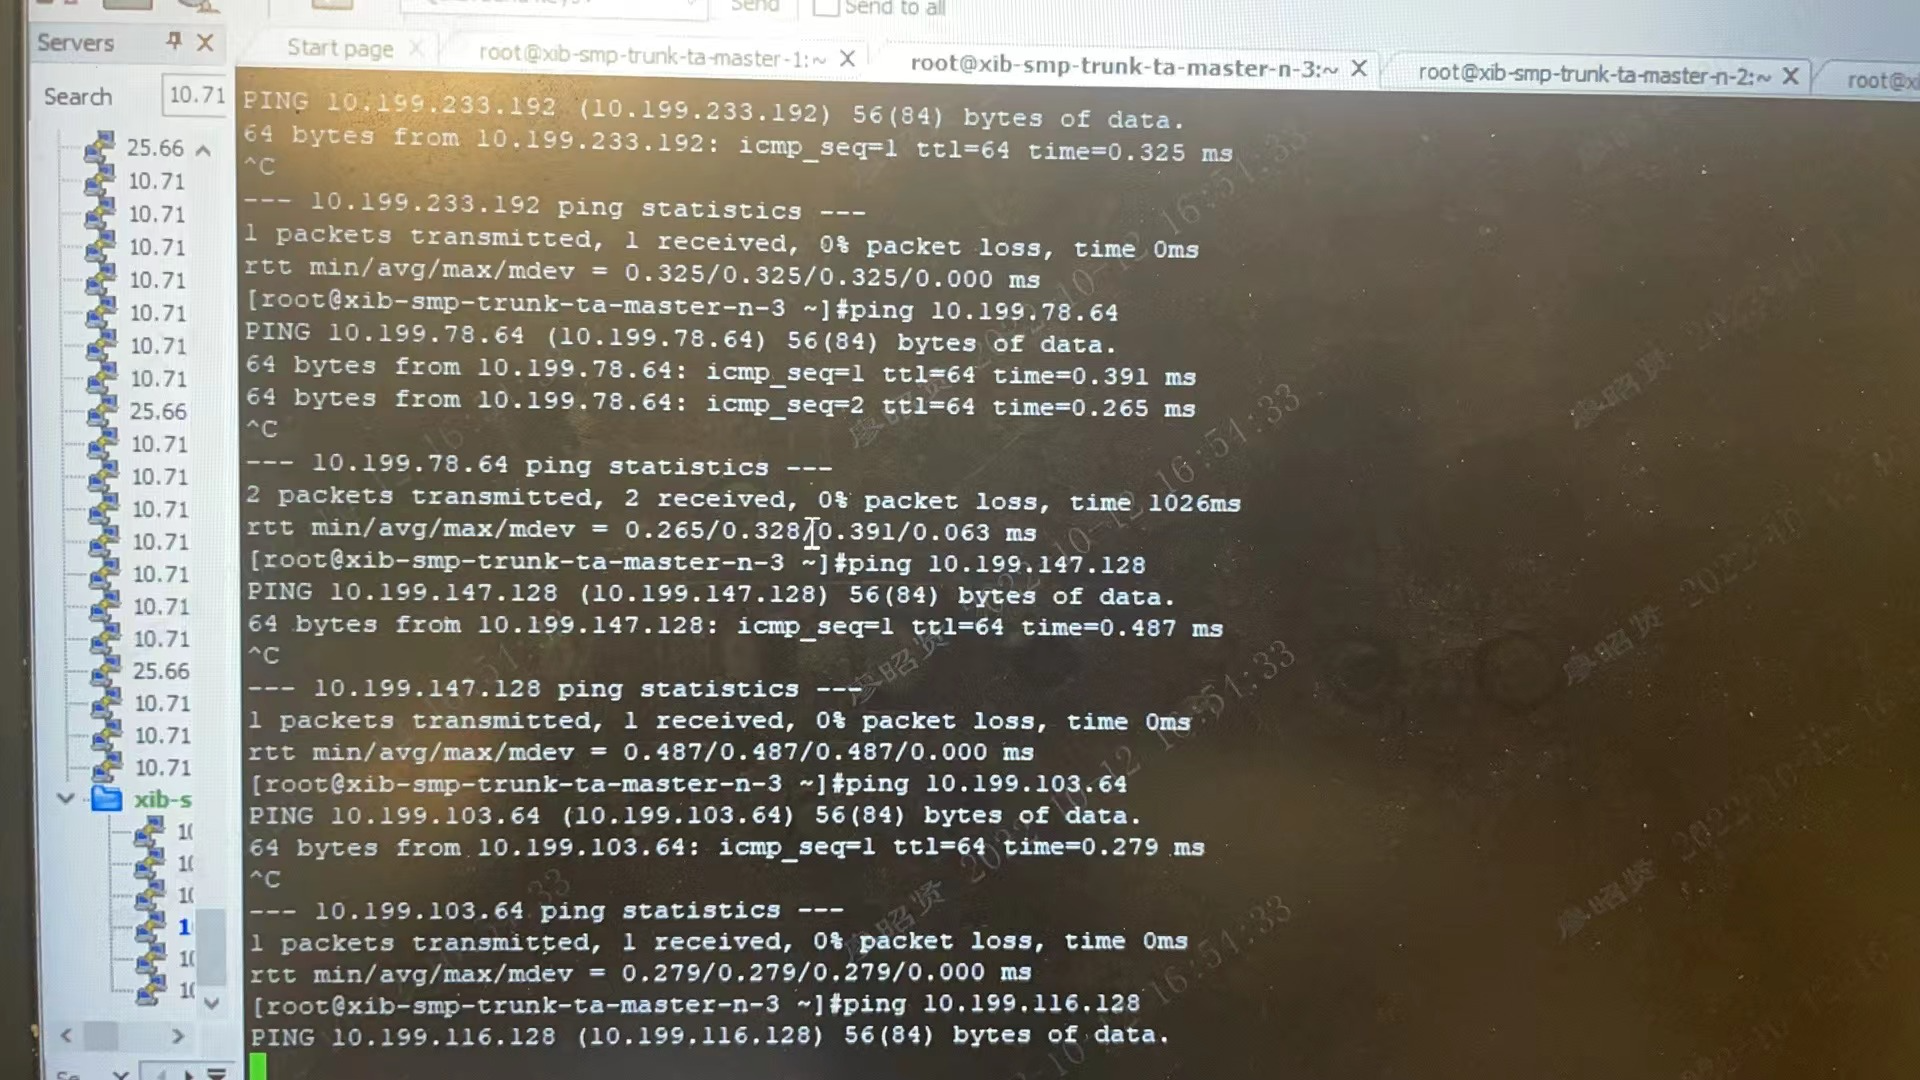 Send
Send to all
Servers
Start page
root@xib-smp-trunk-ta-master-1:~
root@xib-smp-trunk-ta-master-n-3:~
root@xib-smp-trunk-ta-master-n-2:~
Search
10.71
25.66
10.71
10.71
10.71
10.71
10.71
10.71
10.71
25.66
10.71
10.71
10.71
10.71
10.71
10.71
10.71
25.66
10.71
10.71
10.71
xib-s
PING 10.199.233.192 (10.199.233.192) 56(84) bytes of data.
64 bytes from 10.199.233.192: icmp_seq=1 ttl=64 time=0.325 ms
^C
--- 10.199.233.192 ping statistics ---
1 packets transmitted, 1 received, 0% packet loss, time 0ms
rtt min/avg/max/mdev = 0.325/0.325/0.325/0.000 ms
[root@xib-smp-trunk-ta-master-n-3 ~]#ping 10.199.78.64
PING 10.199.78.64 (10.199.78.64) 56(84) bytes of data.
64 bytes from 10.199.78.64: icmp_seq=1 ttl=64 time=0.391 ms
64 bytes from 10.199.78.64: icmp_seq=2 ttl=64 time=0.265 ms
^C
--- 10.199.78.64 ping statistics ---
2 packets transmitted, 2 received, 0% packet loss, time 1026ms
rtt min/avg/max/mdev = 0.265/0.328/0.391/0.063 ms
[root@xib-smp-trunk-ta-master-n-3 ~]#ping 10.199.147.128
PING 10.199.147.128 (10.199.147.128) 56(84) bytes of data.
64 bytes from 10.199.147.128: icmp_seq=1 ttl=64 time=0.487 ms
^C
--- 10.199.147.128 ping statistics ---
1 packets transmitted, 1 received, 0% packet loss, time 0ms
rtt min/avg/max/mdev = 0.487/0.487/0.487/0.000 ms
[root@xib-smp-trunk-ta-master-n-3 ~]#ping 10.199.103.64
PING 10.199.103.64 (10.199.103.64) 56(84) bytes of data.
64 bytes from 10.199.103.64: icmp_seq=1 ttl=64 time=0.279 ms
^C
--- 10.199.103.64 ping statistics ---
1 packets transmitted, 1 received, 0% packet loss, time 0ms
rtt min/avg/max/mdev = 0.279/0.279/0.279/0.000 ms
[root@xib-smp-trunk-ta-master-n-3 ~]#ping 10.199.116.128
PING 10.199.116.128 (10.199.116.128) 56(84) bytes of data.
廖昭贤 2022-10-12 16:51:33